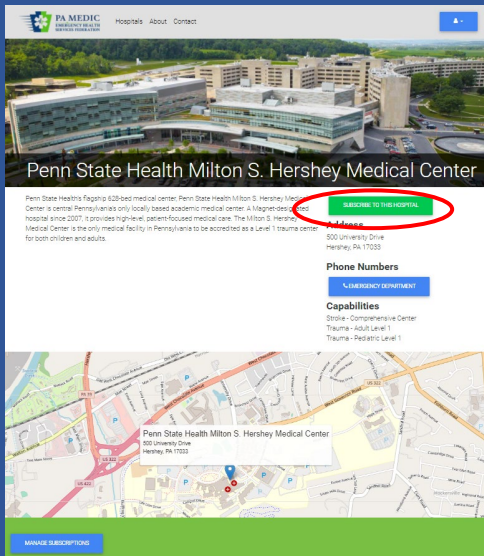 PA MEDIC
EMERGENCY HEALTH
SERVICES FEDERATION
Hospitals About Contact
Penn State Health Milton S. Hershey Medical Center
Penn State Health's flagship 628-bed medical center, Penn State Health Milton S. Hershey Medical
Center is central Pennsylvania's only locally based academic medical center. A Magnet-designated
hospital since 2007, it provides high-level, patient-focused medical care. The Milton S. Hershey
Medical Center is the only medical facility in Pennsylvania to be accredited as a Level 1 trauma center
for both children and adults.
SUBSCRIBE TO THIS HOSPITAL
Address
500 University Drive
Hershey, PA 17033
Phone Numbers
EMERGENCY DEPARTMENT
Capabilities
Stroke - Comprehensive Center
Trauma - Adult Level 1
Trauma - Pediatric Level 1
US 322
US 322
US 322
Penn State Health Milton S. Hershey Medical Center
500 University Drive
Hershey, PA 17033
P
P
P
P
P
MANAGE SUBSCRIPTIONS